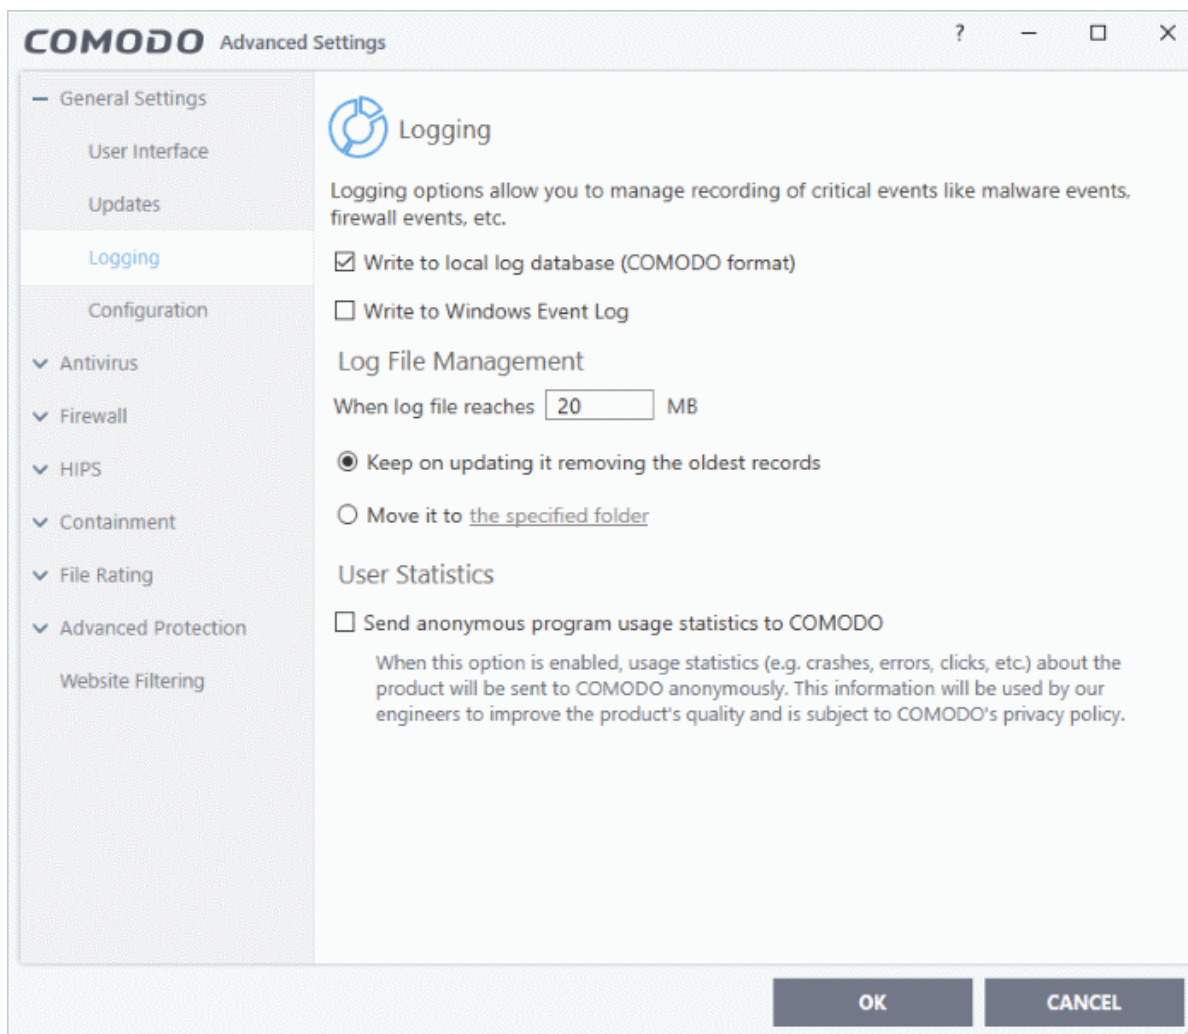 COMODO Advanced Settings
?
General Settings
User Interface
Updates
Logging
Configuration
Antivirus
Firewall
HIPS
Containment
File Rating
Advanced Protection
Website Filtering
Logging
Logging options allow you to manage recording of critical events like malware events,
firewall events, etc.
Write to local log database (COMODO format)
Write to Windows Event Log
Log File Management
When log file reaches 20 MB
Keep on updating it removing the oldest records
Move it to the specified folder
User Statistics
Send anonymous program usage statistics to COMODO
When this option is enabled, usage statistics (e.g. crashes, errors, clicks, etc.) about the
product will be sent to COMODO anonymously. This information will be used by our
engineers to improve the product's quality and is subject to COMODO's privacy policy.
OK CANCEL